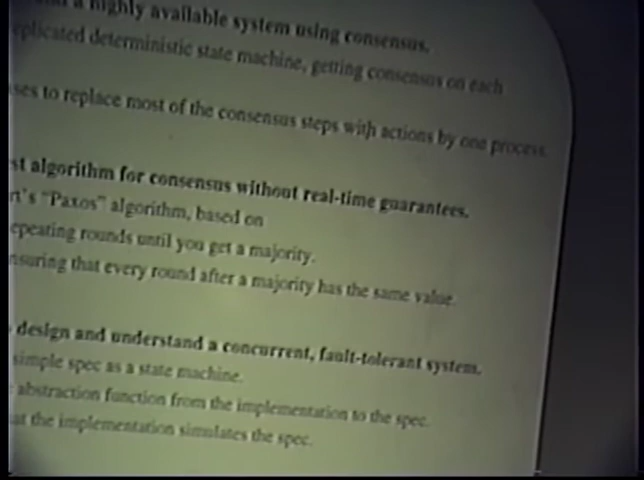 a highly available system using consensus.
eplicated deterministic state machine, getting consensus on each
ses to replace most of the consensus steps with actions by one process.
st algorithm for consensus without real-time guarantees.
rt's “Paxos” algorithm, based on
epeating rounds until you get a majority.
nsuring that every round after a majority has the same value.
design and understand a concurrent, fault-tolerant system.
simple spec as a state machine.
abstraction function from the implementation to the spec.
at the implementation simulates the spec.